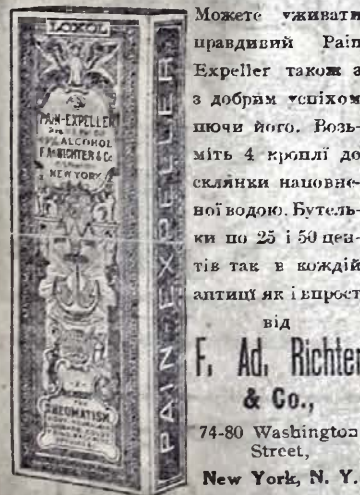 LOXOL
PAIN-EXPELLER
ALCOHOL
F. AD. RICHTER & Co.
NEW YORK
RHEUMATISM
PAIN-EXPELLER
Можете уживати
правдивий Pain
Expeller також з
з добрим успіхом
пючи його. Возь-
міть 4 кроплї до
склянки наповне-
ної водою. Бутель-
ки по 25 і 50 цен-
тів так в кождій
аптицї як і впрост
від
F. Ad. Richter
& Co.,
74-80 Washington
Street,
New York, N. Y.